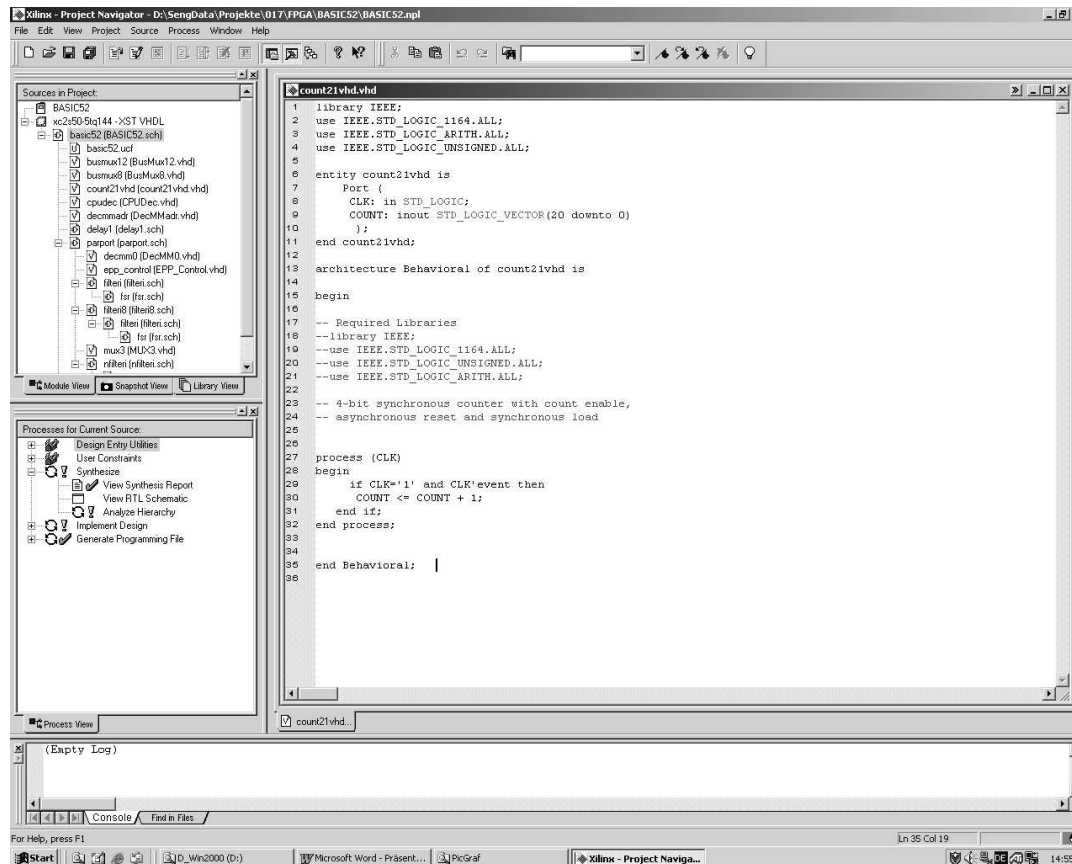 Xilinx - Project Navigator - D:\SengData\Projekte\017\FPGA\BASIC52\BASIC52.npl
File Edit View Project Source Process Window Help
Sources in Project:
BASIC52
xc2s50-5tq144 - XST VHDL
basic52 (BASIC52.sch)
basic52.ucf
busmux12 (BusMux12.vhd)
busmux8 (BusMux8.vhd)
count21vhd (count21vhd.vhd)
cpudec (CPUDec.vhd)
decmmadr (DecMMadr.vhd)
delay1 (delay1.sch)
parport (parport.sch)
decmm0 (DecMM0.vhd)
epp_control (EPP_Control.vhd)
filteri (filteri.sch)
fsr (fsr.sch)
filteri8 (filteri8.sch)
filteri (filteri.sch)
fsr (fsr.sch)
mux3 (MUX3.vhd)
nfilteri (nfilteri.sch)
Module View Snapshot View Library View
Processes for Current Source:
Design Entry Utilities
User Constraints
Synthesize
View Synthesis Report
View RTL Schematic
Analyze Hierarchy
Implement Design
Generate Programming File
Process View
count21vhd.vhd
1 library IEEE;
2 use IEEE.STD_LOGIC_1164.ALL;
3 use IEEE.STD_LOGIC_ARITH.ALL;
4 use IEEE.STD_LOGIC_UNSIGNED.ALL;
5
6 entity count21vhd is
7 Port (
8 CLK: in STD_LOGIC;
9 COUNT: inout STD_LOGIC_VECTOR(20 downto 0)
10 );
11 end count21vhd;
12
13 architecture Behavioral of count21vhd is
14
15 begin
16
17 -- Required Libraries
18 --library IEEE;
19 --use IEEE.STD_LOGIC_1164.ALL;
20 --use IEEE.STD_LOGIC_UNSIGNED.ALL;
21 --use IEEE.STD_LOGIC_ARITH.ALL;
22
23 -- 4-bit synchronous counter with count enable,
24 -- asynchronous reset and synchronous load
25
26
27 process (CLK)
28 begin
29 if CLK='1' and CLK'event then
30 COUNT <= COUNT + 1;
31 end if;
32 end process;
33
34
35 end Behavioral;
36
count21vhd...
(Empty Log)
Console Find in Files
For Help, press F1
Ln 35 Col 19
Start D_Win2000 (D:) Microsoft Word - Präsent... PicGraf Xilinx - Project Naviga... DE 14:55